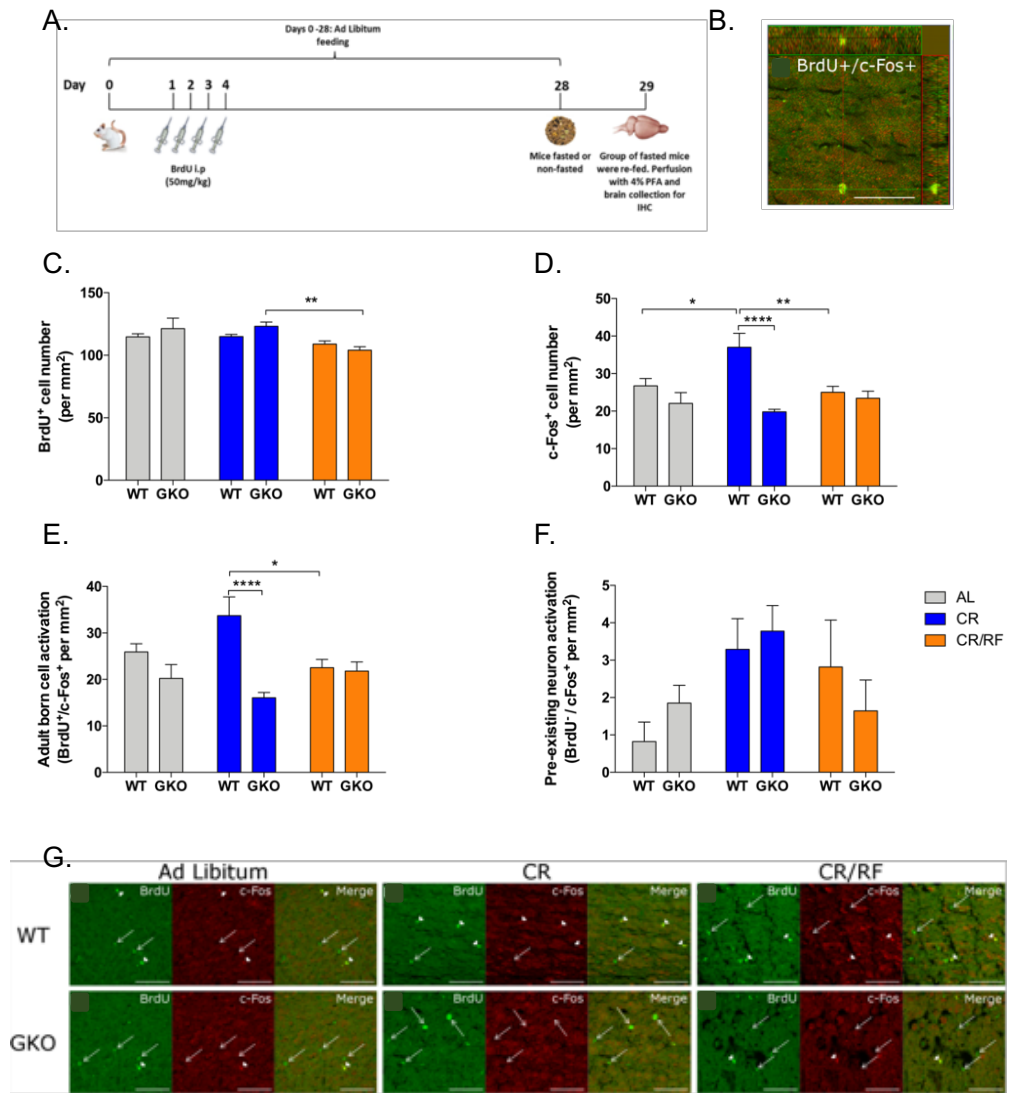 A.
Days 0 -28: Ad Libitum
feeding
Day 0 1 2 3 4 28 29
BrdU i.p
(50mg/kg)
Mice fasted or
non-fasted
Group of fasted mice
were re-fed. Perfusion
with 4% PFA and
brain collection for
IHC
B.
BrdU+/c-Fos+
C.
BrdU⁺ cell number
(per mm²)
150
100
50
0
**
WT GKO WT GKO WT GKO
D.
c-Fos⁺ cell number
(per mm²)
50
40
30
20
10
0
* **
****
WT GKO WT GKO WT GKO
E.
Adult born cell activation
(BrdU⁺/c-Fos⁺ per mm²)
40
30
20
10
0
*
****
WT GKO WT GKO WT GKO
F.
Pre-existing neuron activation
(BrdU⁻/ cFos⁺ per mm²)
5
4
3
2
1
0
WT GKO WT GKO WT GKO
AL
CR
CR/RF
G.
Ad Libitum CR CR/RF
WT
BrdU c-Fos Merge BrdU c-Fos Merge BrdU c-Fos Merge
GKO
BrdU c-Fos Merge BrdU c-Fos Merge BrdU c-Fos Merge